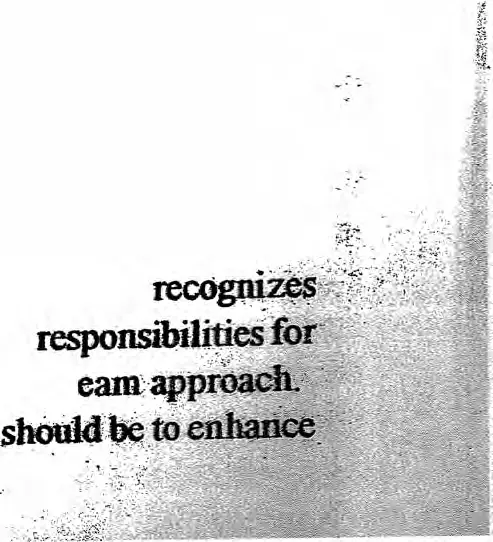 recognizes
responsibilities for
eam approach.
should be to enhance